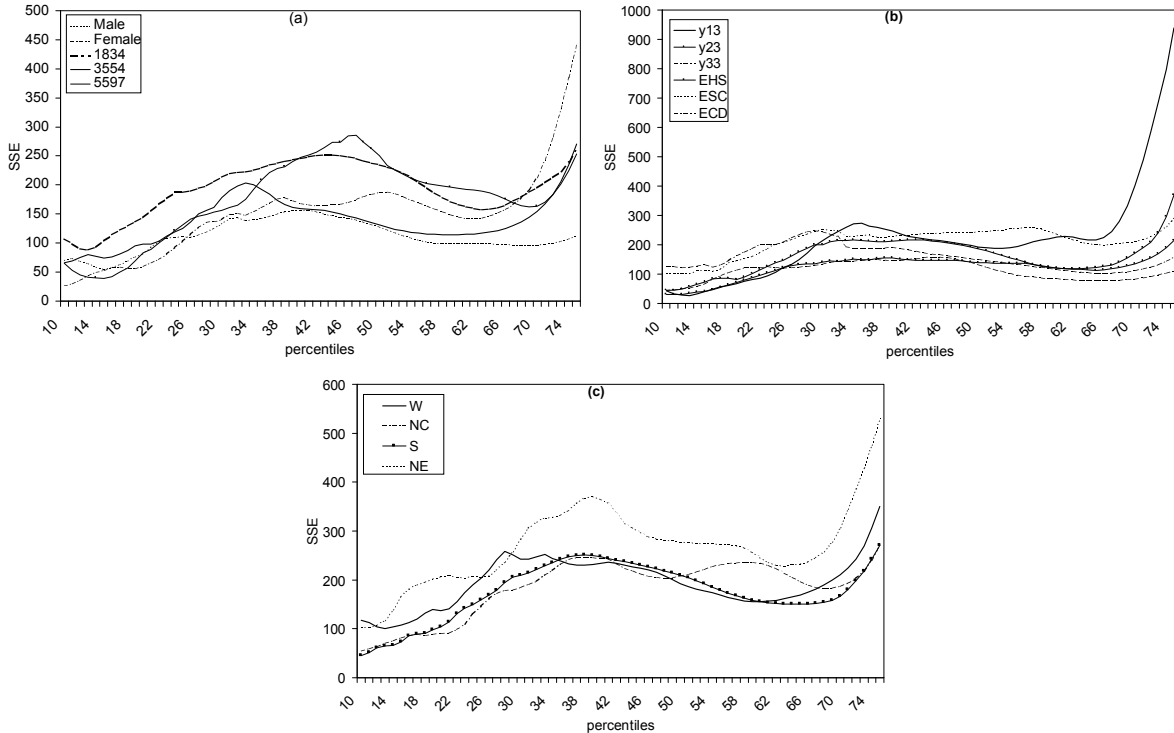 (a)
Male
Female
1834
3554
5597
500
450
400
350
300
250
200
150
100
50
0
SSE
10 14 18 22 26 30 34 38 42 46 50 54 58 62 66 70 74
percentiles
(b)
y13
y23
y33
EHS
ESC
ECD
1000
900
800
700
600
500
400
300
200
100
0
SSE
10 14 18 22 26 30 34 38 42 46 50 54 58 62 66 70 74
percentiles
(c)
W
NC
S
NE
600
500
400
300
200
100
0
SSE
10 14 18 22 26 30 34 38 42 46 50 54 58 62 66 70 74
percentiles